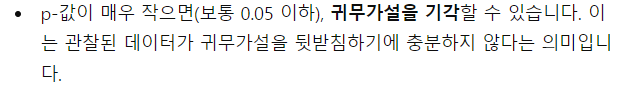 • p-값이 매우 작으면(보통 0.05 이하), 귀무가설을 기각할 수 있습니다. 이
는 관찰된 데이터가 귀무가설을 뒷받침하기에 충분하지 않다는 의미입니
다.